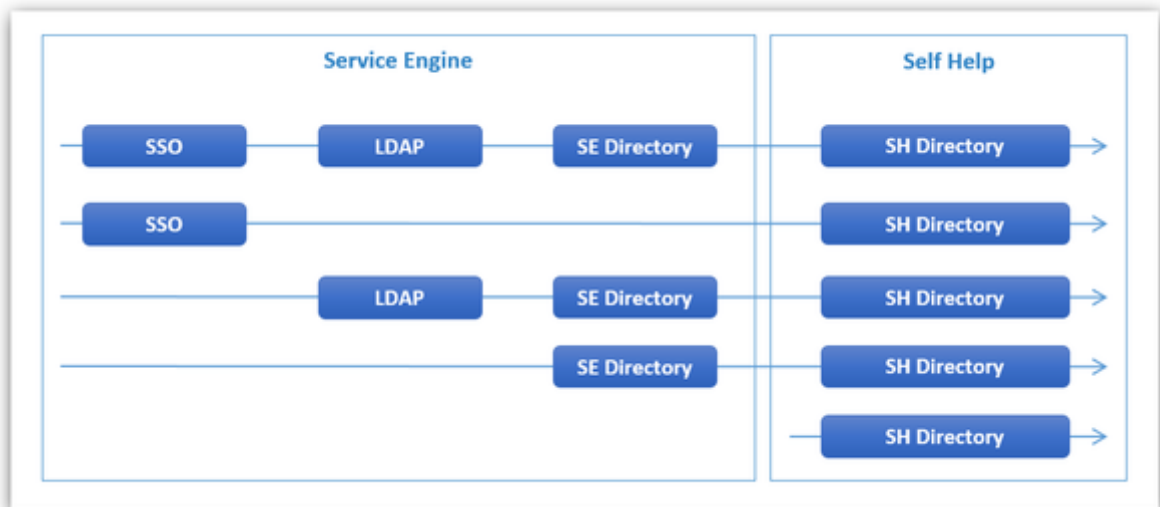 Service Engine
Self Help
SSO
LDAP
SE Directory
SH Directory
SSO
SH Directory
LDAP
SE Directory
SH Directory
SE Directory
SH Directory
SH Directory